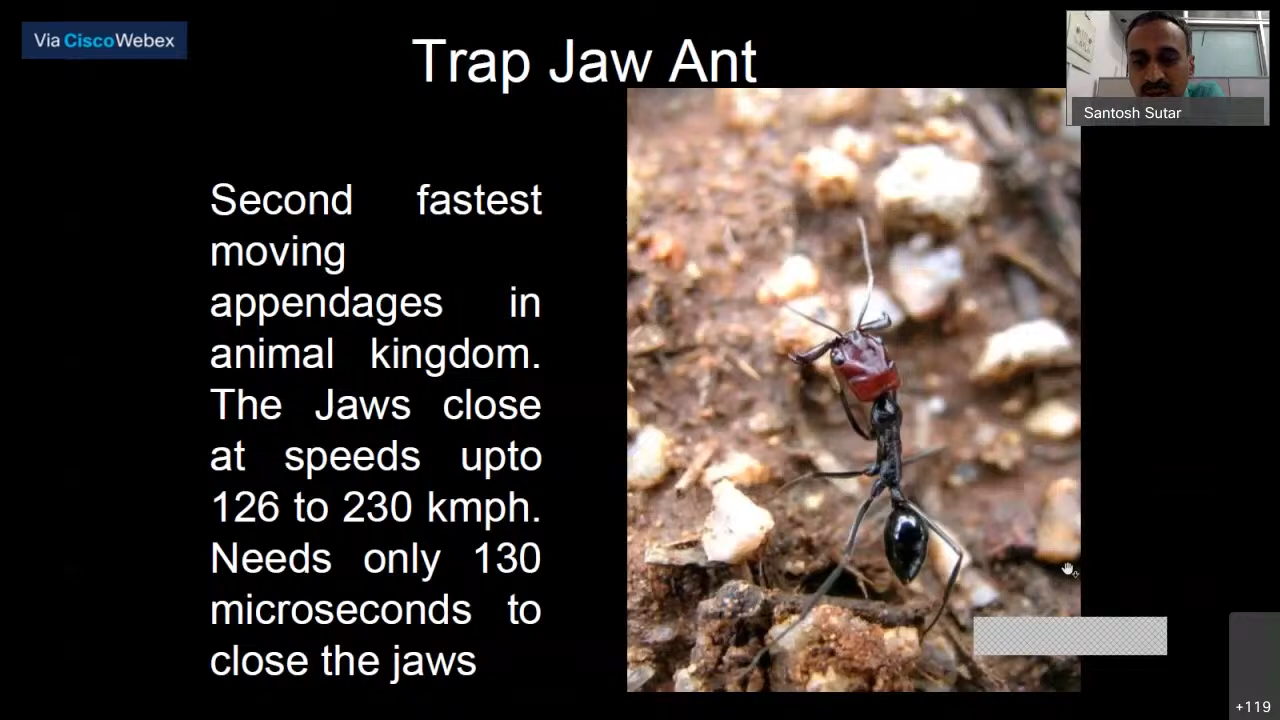 Via CiscoWebex
Trap Jaw Ant
Santosh Sutar
Second fastest
moving
appendages in
animal kingdom.
The Jaws close
at speeds upto
126 to 230 kmph.
Needs only 130
microseconds to
close the jaws
+119